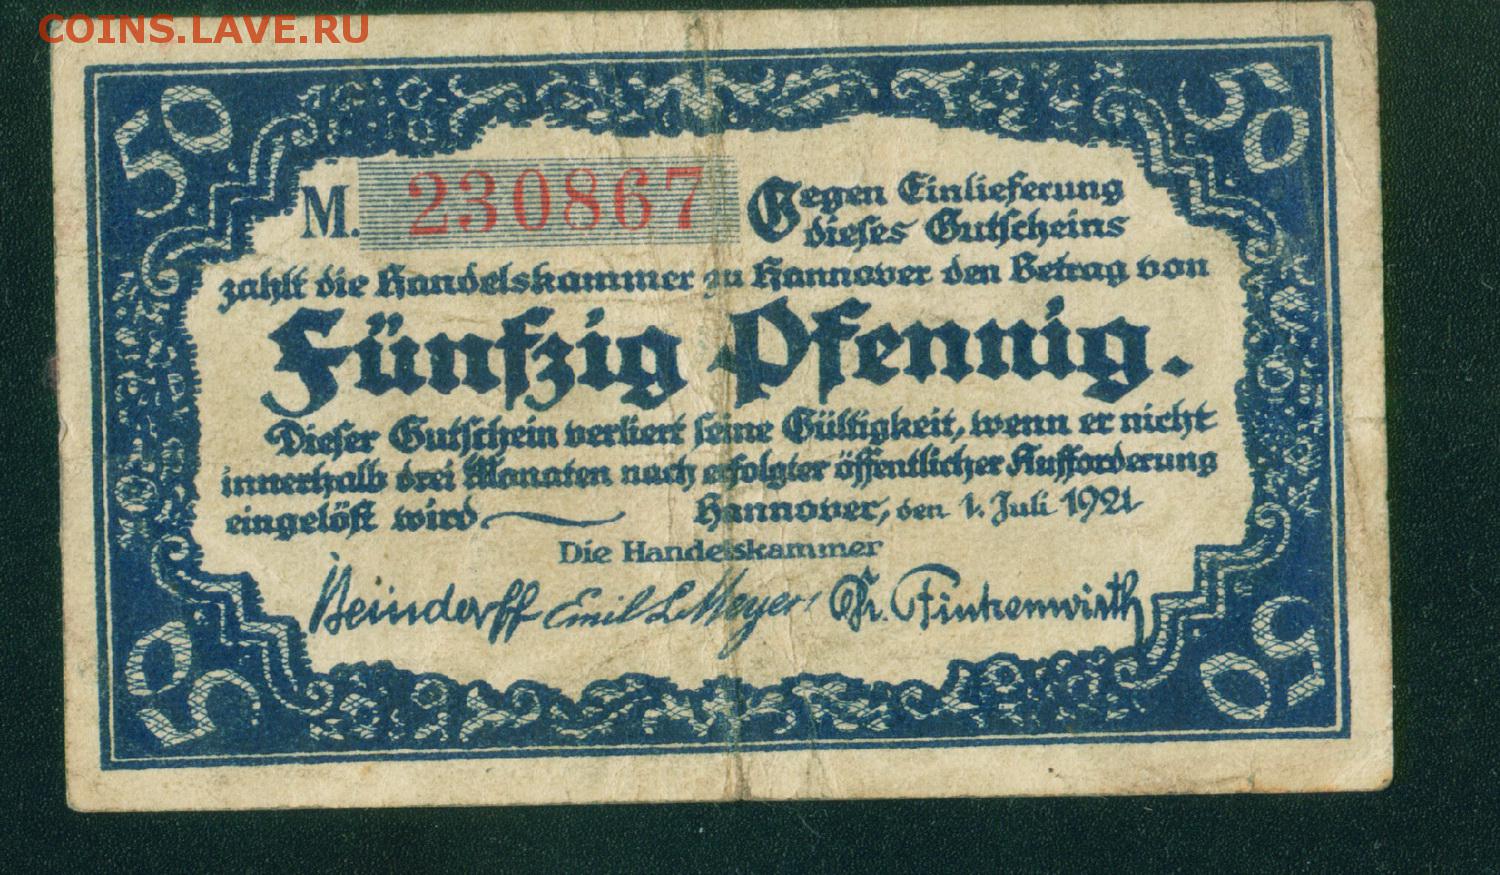 COINS.LAVE.RU
50 50
M. 230867
Gegen Einlieferung
dieses Gutscheins
zahlt die Handelskammer zu Hannover den Betrag von
Fünfzig Pfennig.
Dieser Gutschein verliert seine Gültigkeit, wenn er nicht
innerhalb drei Monaten nach erfolgter öffentlicher Aufforderung
eingelöst wird Hannover, den 1. Juli 1921
Die Handelskammer
Beindorff Emil L. Meyer Dr. Finkenwirth
50 50